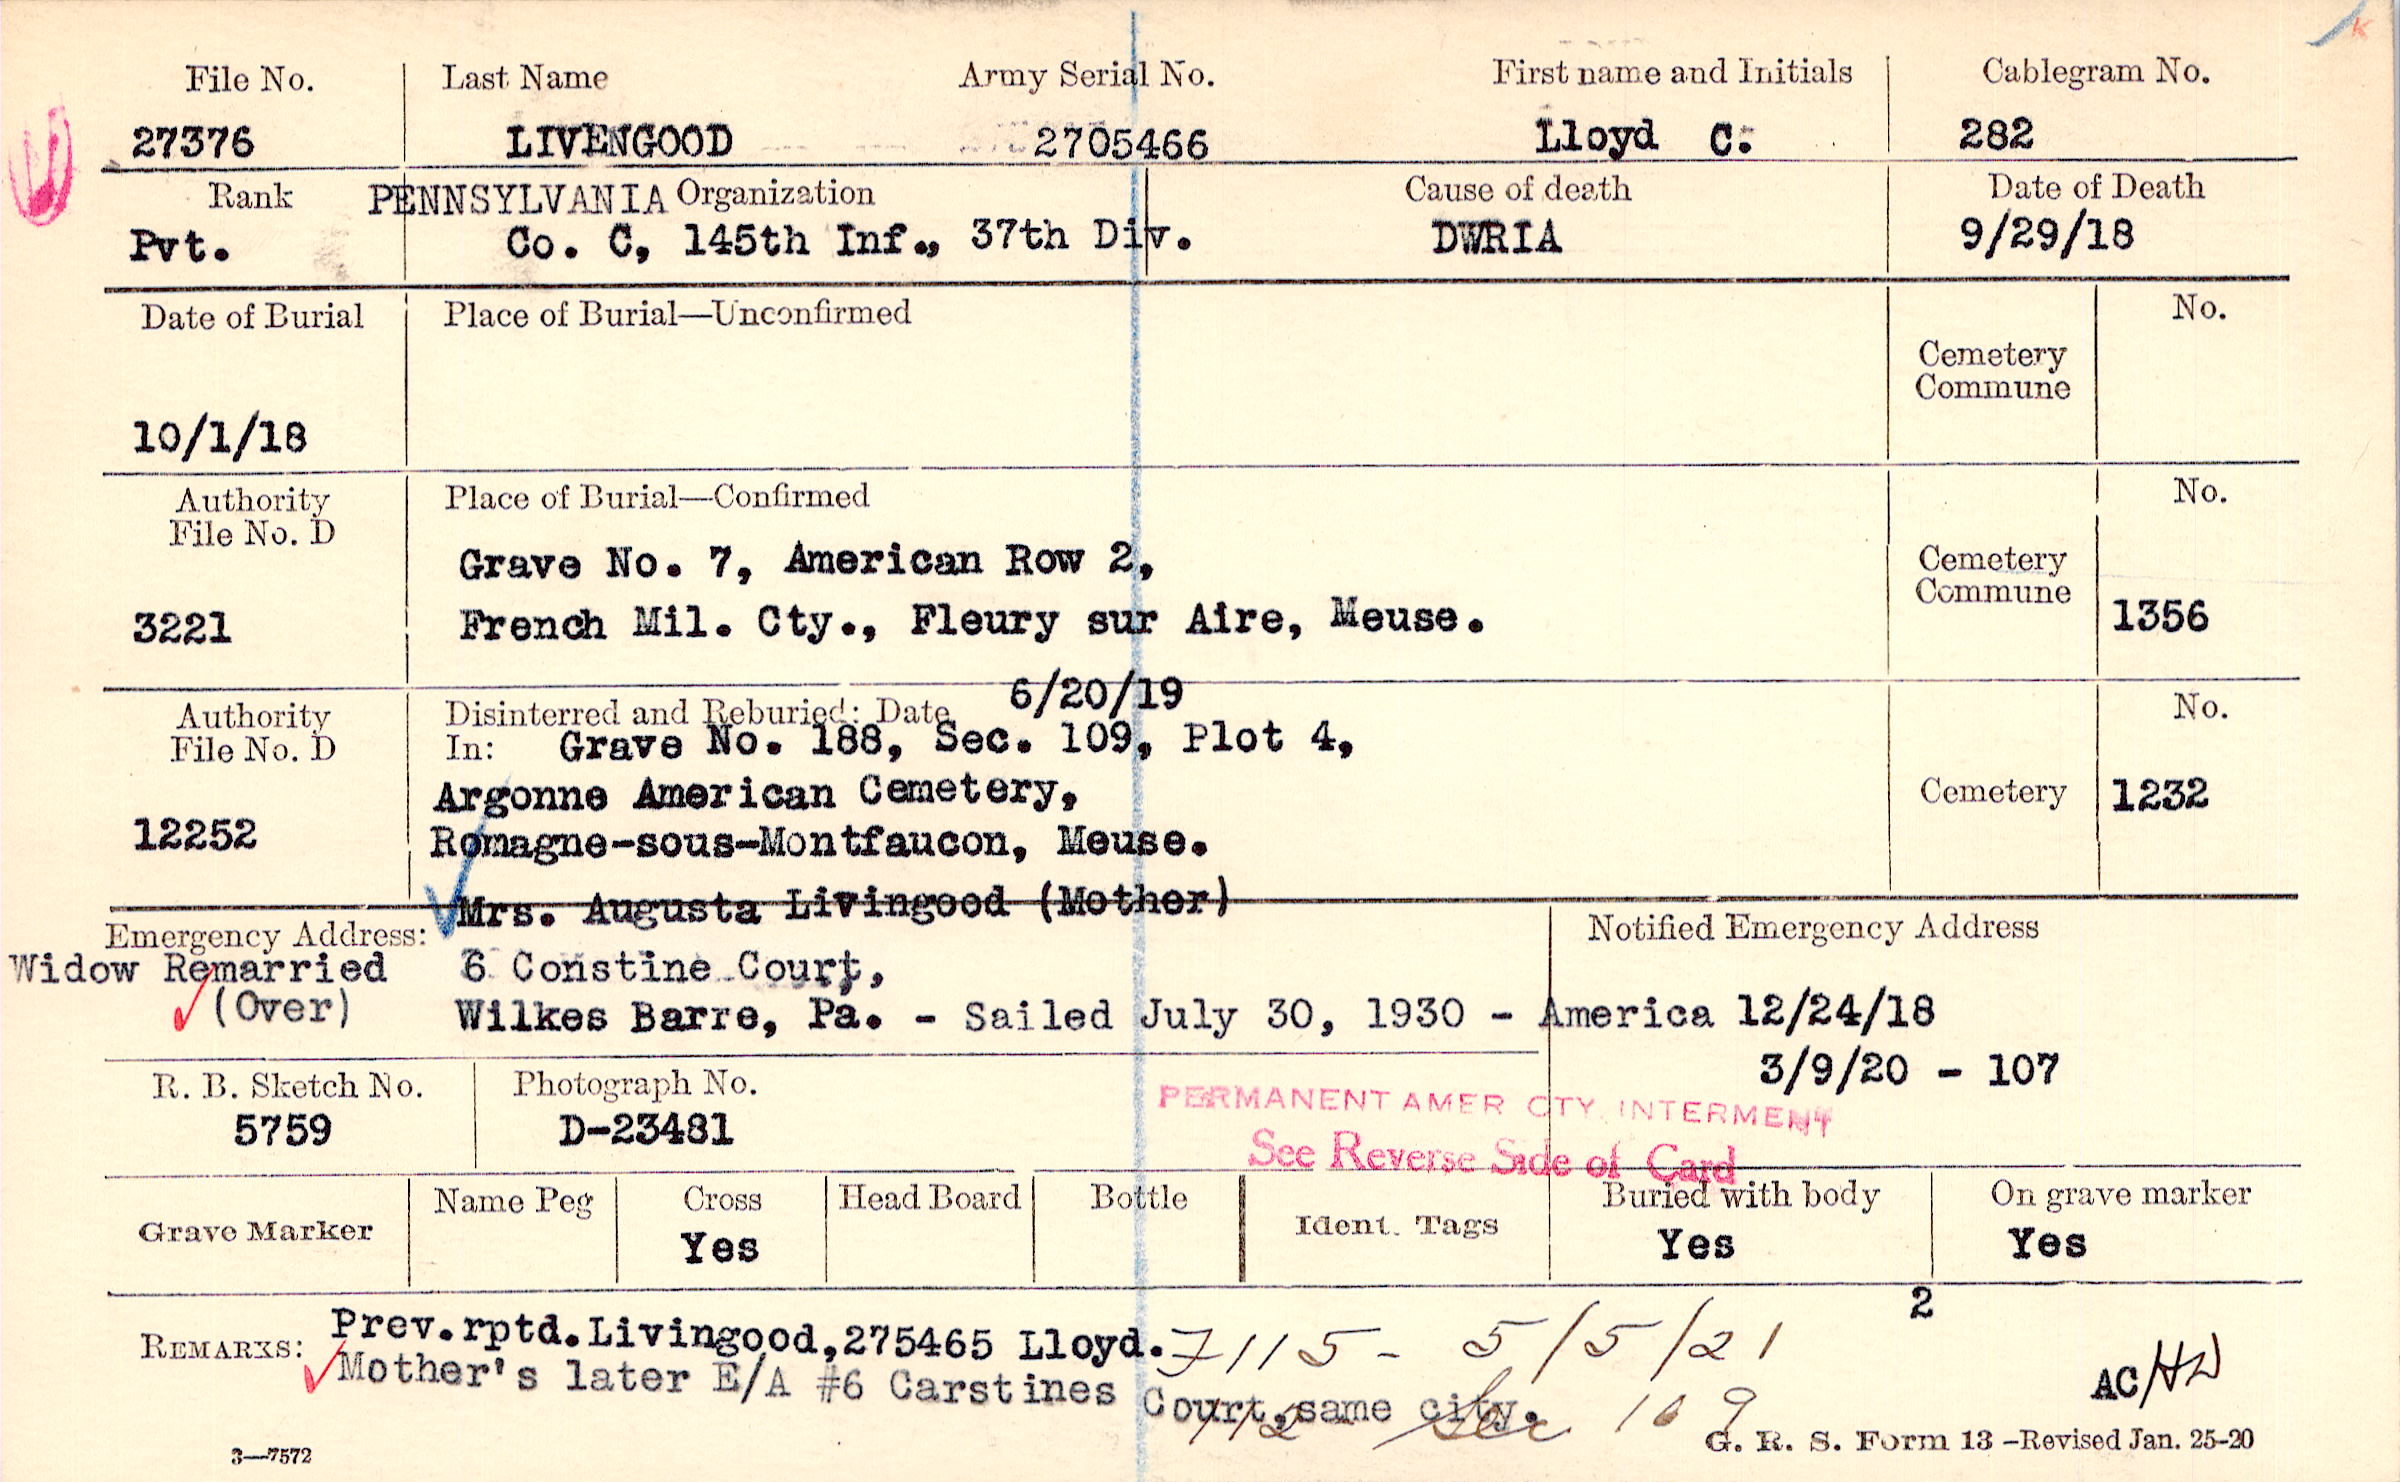 File No. Last Name Army Serial No. First name and Initials Cablegram No.
27376 LIVENGOOD 2705466 Lloyd C. 282
Rank PENNSYLVANIA Organization Cause of death Date of Death
Pvt. Co. C, 145th Inf., 37th Div. DWRIA 9/29/18
Date of Burial Place of Burial—Unconfirmed No.
Cemetery
Commune
10/1/18
Authority Place of Burial—Confirmed No.
File No. D
Grave No. 7, American Row 2,
Cemetery
Commune
3221 French Mil. Cty., Fleury sur Aire, Meuse. 1356
6/20/19
Authority Disinterred and Reburied: Date No.
File No. D In: Grave No. 188, Sec. 109, Plot 4,
Argonne American Cemetery, Cemetery 1232
12252 Romagne-sous-Montfaucon, Meuse.
Mrs. Augusta Livingood (Mother)
Emergency Address: Notified Emergency Address
Widow Remarried 6 Constine Court,
(Over) Wilkes Barre, Pa. - Sailed July 30, 1930 - America 12/24/18
3/9/20 - 107
R. B. Sketch No. Photograph No.
5759 D-23481
PERMANENT AMER CTY. INTERMENT
See Reverse Side of Card
Grave Marker Name Peg Cross Head Board Bottle Ident. Tags Buried with body On grave marker
Yes Yes Yes
2
REMARKS: Prev.rptd.Livingood,275465 Lloyd. 7115 - 5/5/21
Mother's later E/A #6 Carstines Court,same city. AC/HW
112 - Sec 109
3—7572 G. R. S. Form 13 -Revised Jan. 25-20